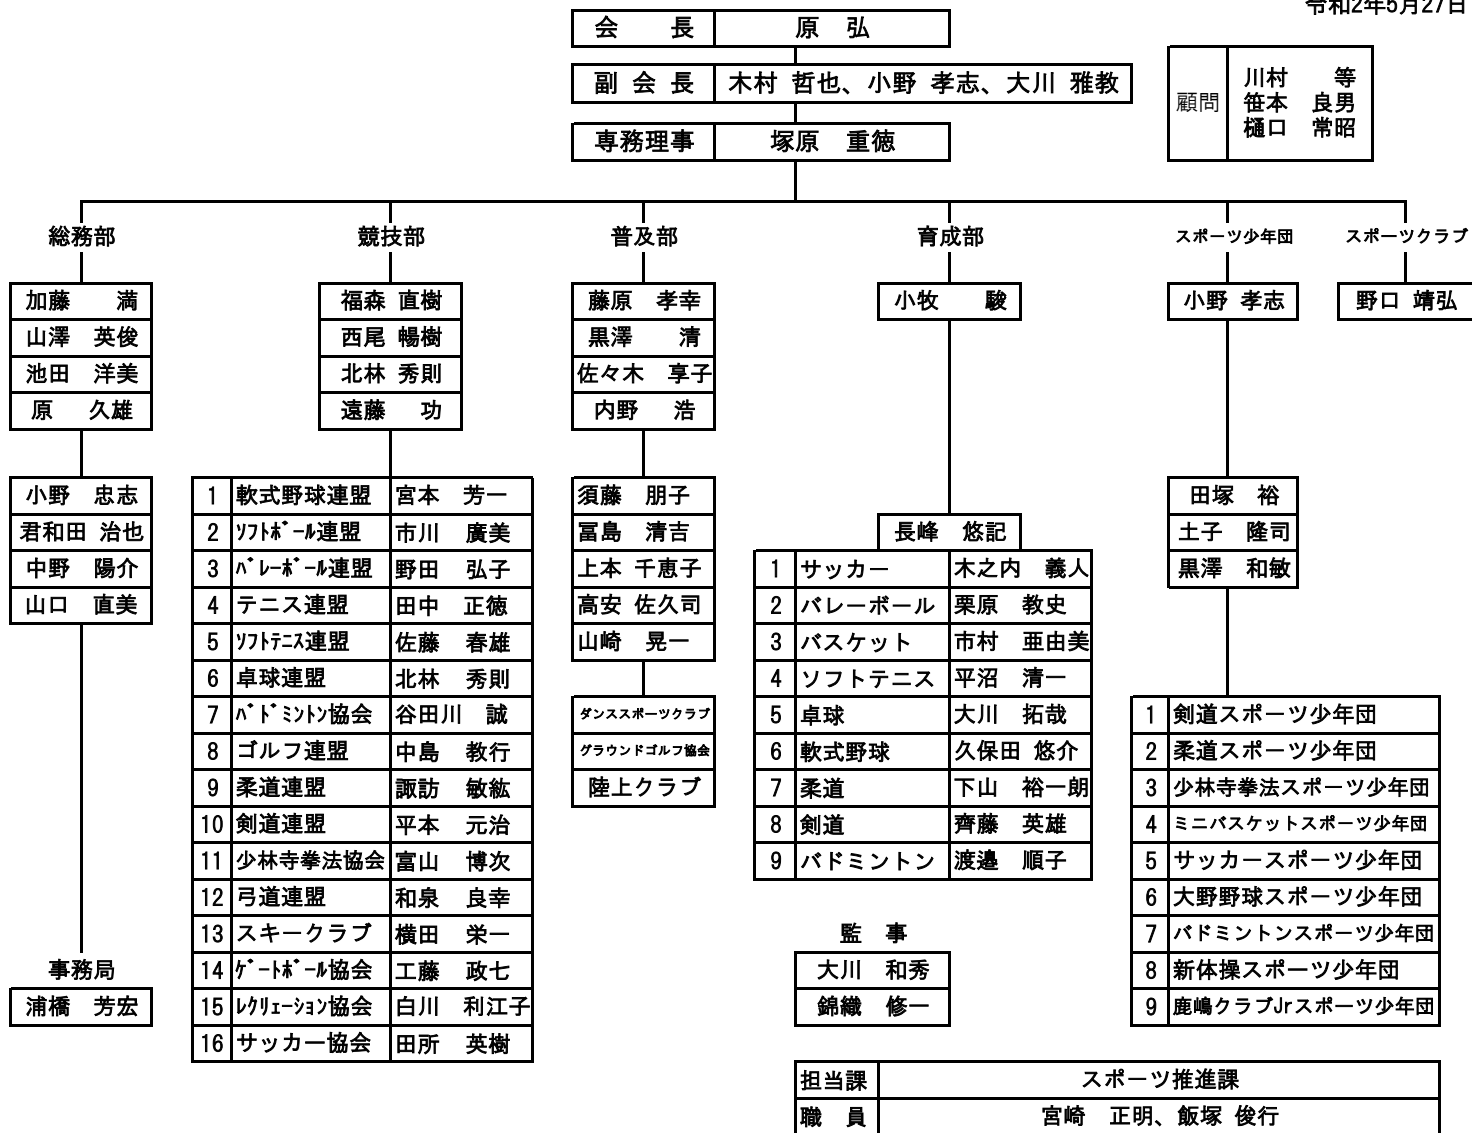 令和2年5月27日
会　　長　原　弘
副 会 長　木村 哲也、小野 孝志、大川 雅教
専務理事　塚原　重徳
顧問
川村　　等
笹本　良男
樋口　常昭
総務部
加藤　　満
山澤　英俊
池田　洋美
原　　久雄
小野　忠志
君和田 治也
中野　陽介
山口　直美
事務局
浦橋　芳宏
競技部
福森 直樹
西尾 暢樹
北林 秀則
遠藤　功
1 軟式野球連盟 宮本　芳一
2 ｿﾌﾄﾎﾞｰﾙ連盟 市川　廣美
3 ﾊﾞﾚｰﾎﾞｰﾙ連盟 野田　弘子
4 テニス連盟 田中　正徳
5 ｿﾌﾄﾃﾆｽ連盟 佐藤　春雄
6 卓球連盟 北林　秀則
7 ﾊﾞﾄﾞﾐﾝﾄﾝ協会 谷田川　誠
8 ゴルフ連盟 中島　教行
9 柔道連盟 諏訪　敏紘
10 剣道連盟 平本　元治
11 少林寺拳法協会 富山　博次
12 弓道連盟 和泉　良幸
13 スキークラブ 横田　栄一
14 ｹﾞｰﾄﾎﾞｰﾙ協会 工藤　政七
15 ﾚｸﾘｪｰｼｮﾝ協会 白川　利江子
16 サッカー協会 田所　英樹
普及部
藤原　孝幸
黒澤　　清
佐々木　享子
内野　浩
須藤　朋子
冨島　清吉
上本 千恵子
高安 佐久司
山崎　晃一
ダンススポーツクラブ
グラウンドゴルフ協会
陸上クラブ
育成部
小牧　　駿
長峰　悠記
1 サッカー 木之内　義人
2 バレーボール 栗原　教史
3 バスケット 市村　亜由美
4 ソフトテニス 平沼　清一
5 卓球 大川　拓哉
6 軟式野球 久保田 悠介
7 柔道 下山　裕一朗
8 剣道 齊藤　英雄
9 バドミントン 渡邉　順子
監　事
大川　和秀
錦織　修一
スポーツ少年団
小野 孝志
田塚　裕
土子　隆司
黒澤　和敏
1 剣道スポーツ少年団
2 柔道スポーツ少年団
3 少林寺拳法スポーツ少年団
4 ミニバスケットスポーツ少年団
5 サッカースポーツ少年団
6 大野野球スポーツ少年団
7 バドミントンスポーツ少年団
8 新体操スポーツ少年団
9 鹿嶋クラブJrスポーツ少年団
スポーツクラブ
野口 靖弘
担当課　スポーツ推進課
職　員　宮崎　正明、飯塚 俊行